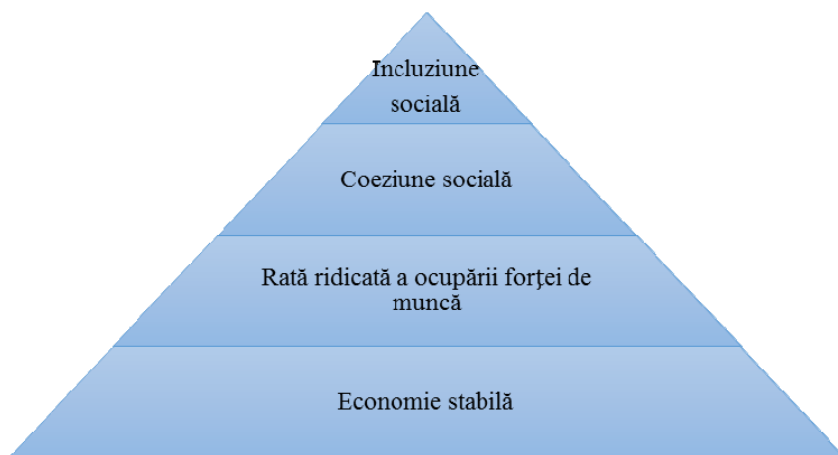 Incluziune
socială
Coeziune socială
Rată ridicată a ocupării forţei de
muncă
Economie stabilă